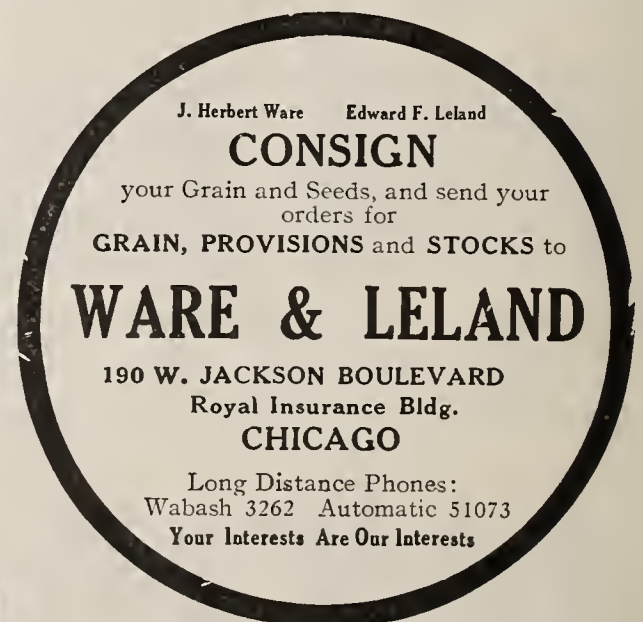 J. Herbert Ware Edward F. Leland
CONSIGN
your Grain and Seeds, and send your
orders for
GRAIN, PROVISIONS and STOCKS to
WARE & LELAND
190 W. JACKSON BOULEVARD
Royal Insurance Bldg.
CHICAGO
Long Distance Phones:
Wabash 3262 Automatic 51073
Your Interests Are Our Interests